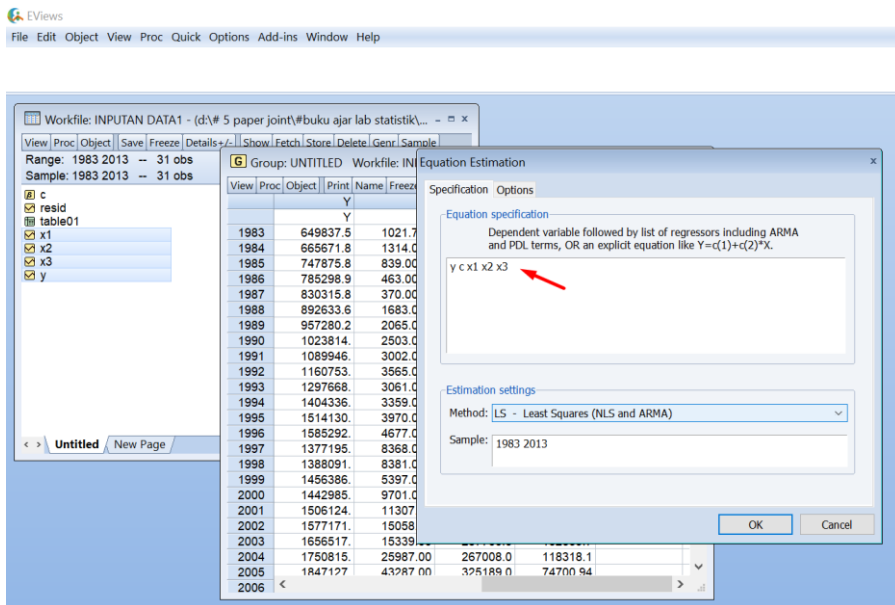 EViews
File Edit Object View Proc Quick Options Add-ins Window Help
Workfile: INPUTAN DATA1 - (d:\# 5 paper joint\#buku ajar lab statistik\...
View Proc Object Save Freeze Details+/- Show Fetch Store Delete Genr Sample
Range: 1983 2013 -- 31 obs
Sample: 1983 2013 -- 31 obs
c
resid
table01
x1
x2
x3
y
Untitled New Page
Group: UNTITLED Workfile: IN
View Proc Object Print Name Freeze
Y
Y
1983 649837.5 1021.7
1984 665671.8 1314.0
1985 747875.8 839.00
1986 785298.9 463.00
1987 830315.8 370.00
1988 892633.6 1683.0
1989 957280.2 2065.0
1990 1023814. 2503.0
1991 1089946. 3002.0
1992 1160753. 3565.0
1993 1297668. 3061.0
1994 1404336. 3359.0
1995 1514130. 3970.0
1996 1585292. 4677.0
1997 1377195. 8368.0
1998 1388091. 8381.0
1999 1456386. 5397.0
2000 1442985. 9701.0
2001 1506124. 11307
2002 1577171. 15058
2003 1656517. 15339.
2004 1750815. 25987.00 267008.0 118318.1
2005 1847127 43287.00 325189.0 74700.94
2006
Equation Estimation
Specification Options
Equation specification
Dependent variable followed by list of regressors including ARMA
and PDL terms, OR an explicit equation like Y=c(1)+c(2)*X.
y c x1 x2 x3
Estimation settings
Method: LS - Least Squares (NLS and ARMA)
Sample: 1983 2013
OK Cancel